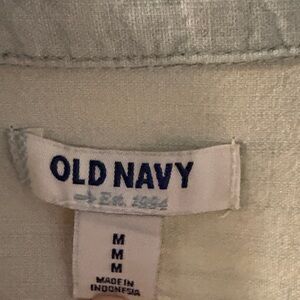 OLD NAVY
Est. 1994
M
M
M
MADE IN
INDONESIA